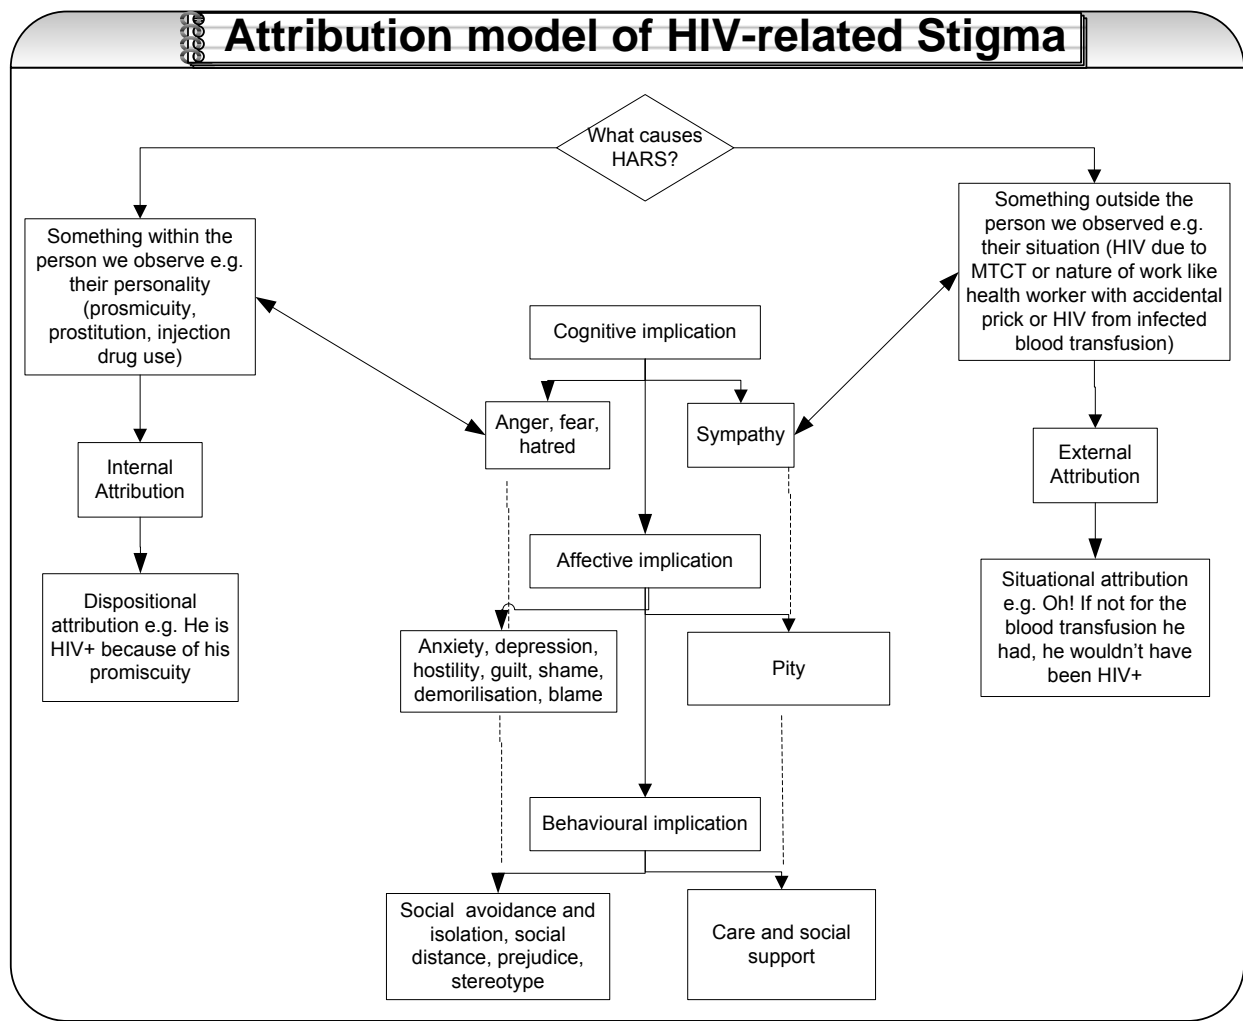 Attribution model of HIV-related Stigma
What causes
HARS?
Something within the
person we observe e.g.
their personality
(prosmicuity,
prostitution, injection
drug use)
Something outside the
person we observed e.g.
their situation (HIV due to
MTCT or nature of work like
health worker with accidental
prick or HIV from infected
blood transfusion)
Cognitive implication
Anger, fear,
hatred
Sympathy
Internal
Attribution
External
Attribution
Affective implication
Dispositional
attribution e.g. He is
HIV+ because of his
promiscuity
Situational attribution
e.g. Oh! If not for the
blood transfusion he
had, he wouldn’t have
been HIV+
Anxiety, depression,
hostility, guilt, shame,
demorilisation, blame
Pity
Behavioural implication
Social avoidance and
isolation, social
distance, prejudice,
stereotype
Care and social
support